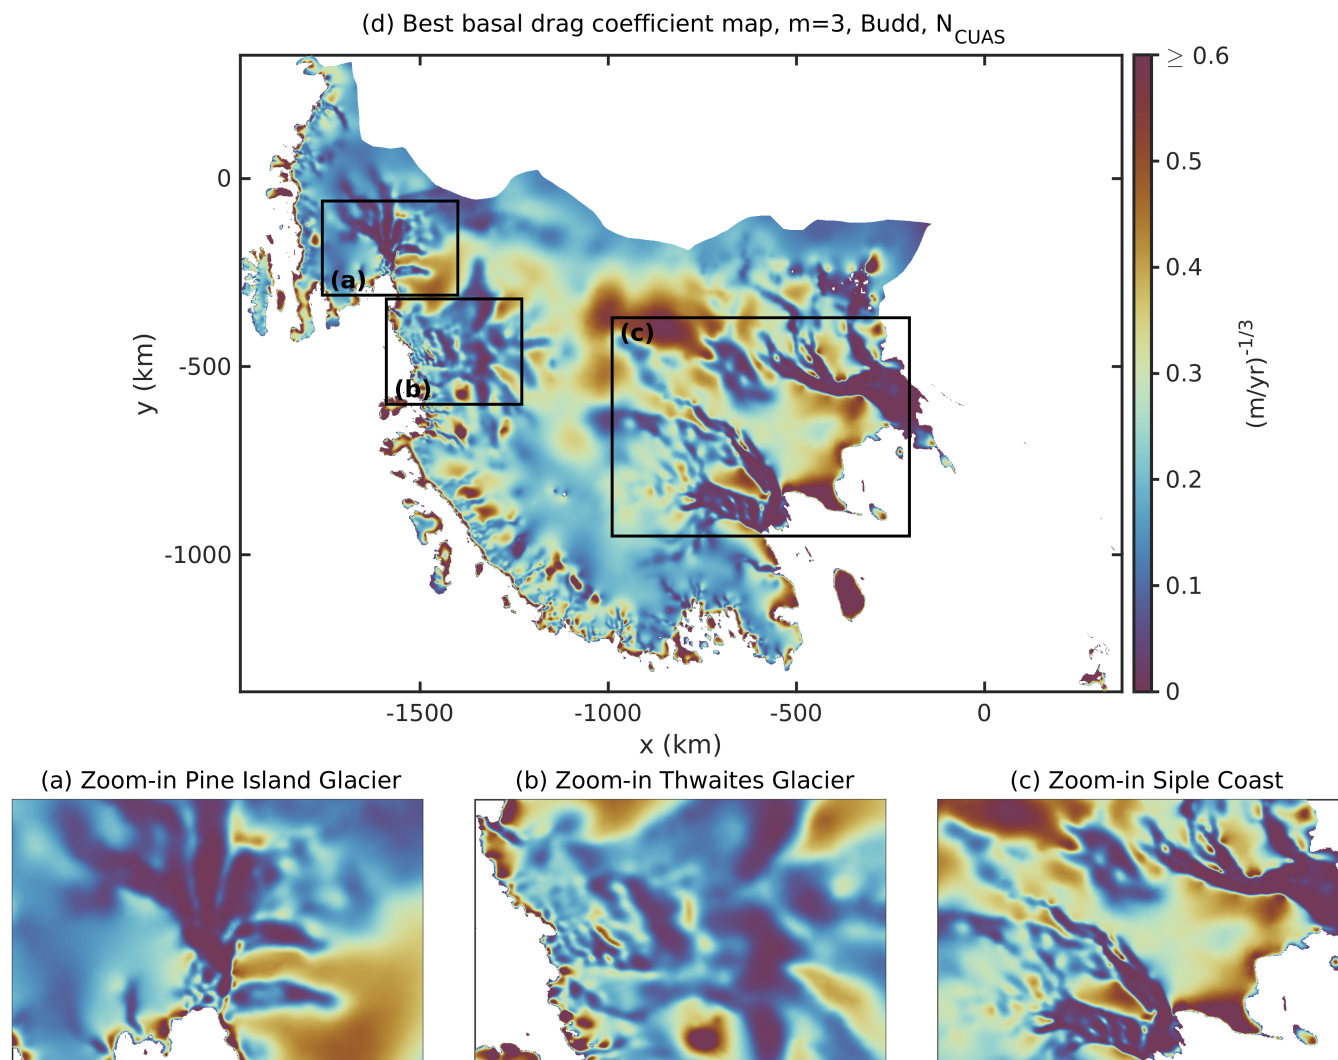 (d) Best basal drag coefficient map, m=3, Budd, N_CUAS
≥ 0.6
0.5
0.4
0.3
0.2
0.1
0
(m/yr)^-1/3
0
-500
-1000
y (km)
(a)
(b)
(c)
-1500
-1000
-500
0
x (km)
(a) Zoom-in Pine Island Glacier
(b) Zoom-in Thwaites Glacier
(c) Zoom-in Siple Coast